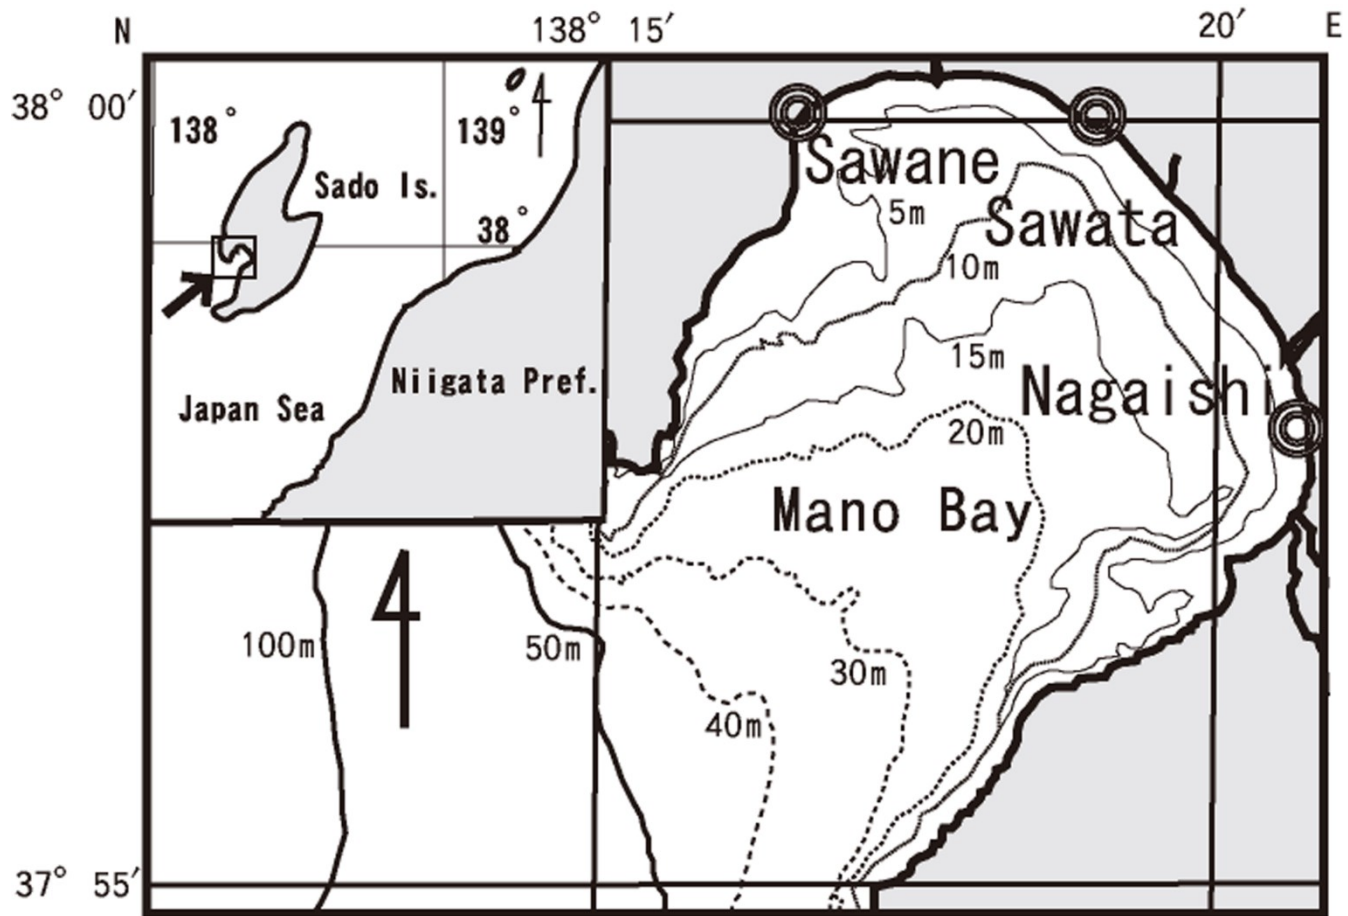 N 138° 15′ 20′ E
38° 00′
138° 139°
Sado Is.
38°
Niigata Pref.
Japan Sea
Sawane
5m
Sawata
10m
15m
Nagaishi
20m
Mano Bay
100m 50m
30m
40m
37° 55′